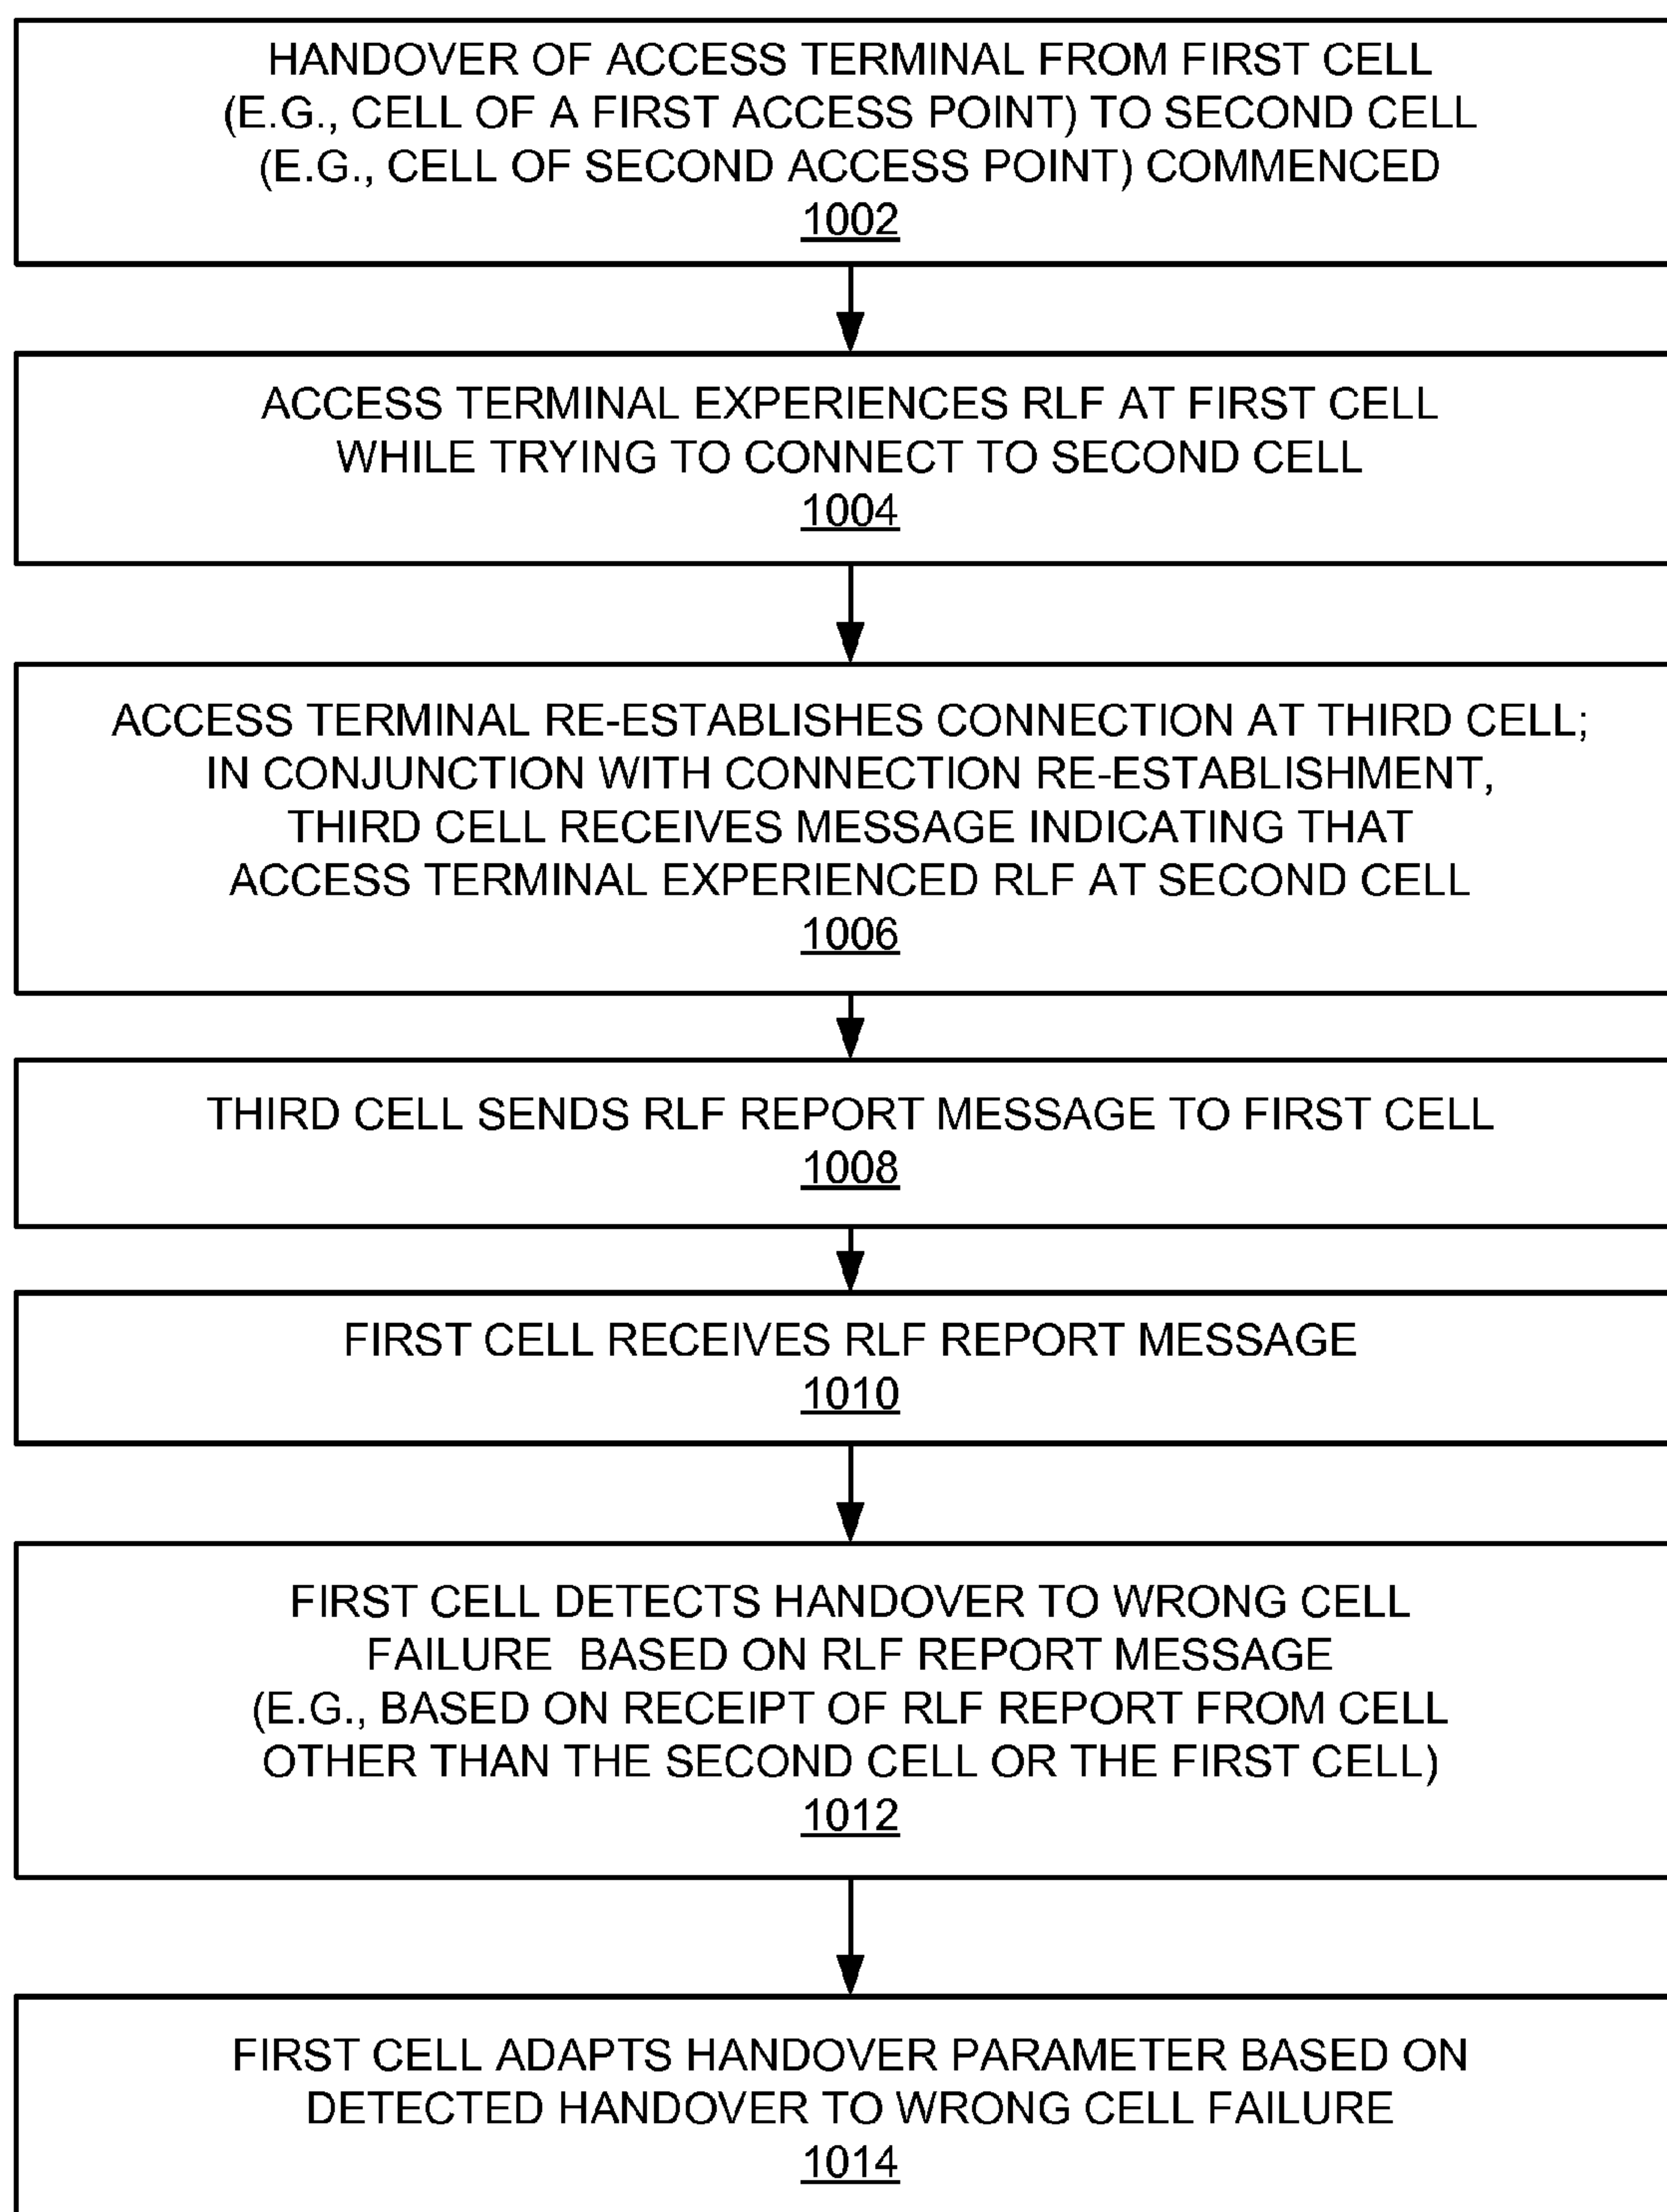 HANDOVER OF ACCESS TERMINAL FROM FIRST CELL
(E.G., CELL OF A FIRST ACCESS POINT) TO SECOND CELL
(E.G., CELL OF SECOND ACCESS POINT) COMMENCED
1002
ACCESS TERMINAL EXPERIENCES RLF AT FIRST CELL
WHILE TRYING TO CONNECT TO SECOND CELL
1004
ACCESS TERMINAL RE-ESTABLISHES CONNECTION AT THIRD CELL;
IN CONJUNCTION WITH CONNECTION RE-ESTABLISHMENT,
THIRD CELL RECEIVES MESSAGE INDICATING THAT
ACCESS TERMINAL EXPERIENCED RLF AT SECOND CELL
1006
THIRD CELL SENDS RLF REPORT MESSAGE TO FIRST CELL
1008
FIRST CELL RECEIVES RLF REPORT MESSAGE
1010
FIRST CELL DETECTS HANDOVER TO WRONG CELL
FAILURE BASED ON RLF REPORT MESSAGE
(E.G., BASED ON RECEIPT OF RLF REPORT FROM CELL
OTHER THAN THE SECOND CELL OR THE FIRST CELL)
1012
FIRST CELL ADAPTS HANDOVER PARAMETER BASED ON
DETECTED HANDOVER TO WRONG CELL FAILURE
1014